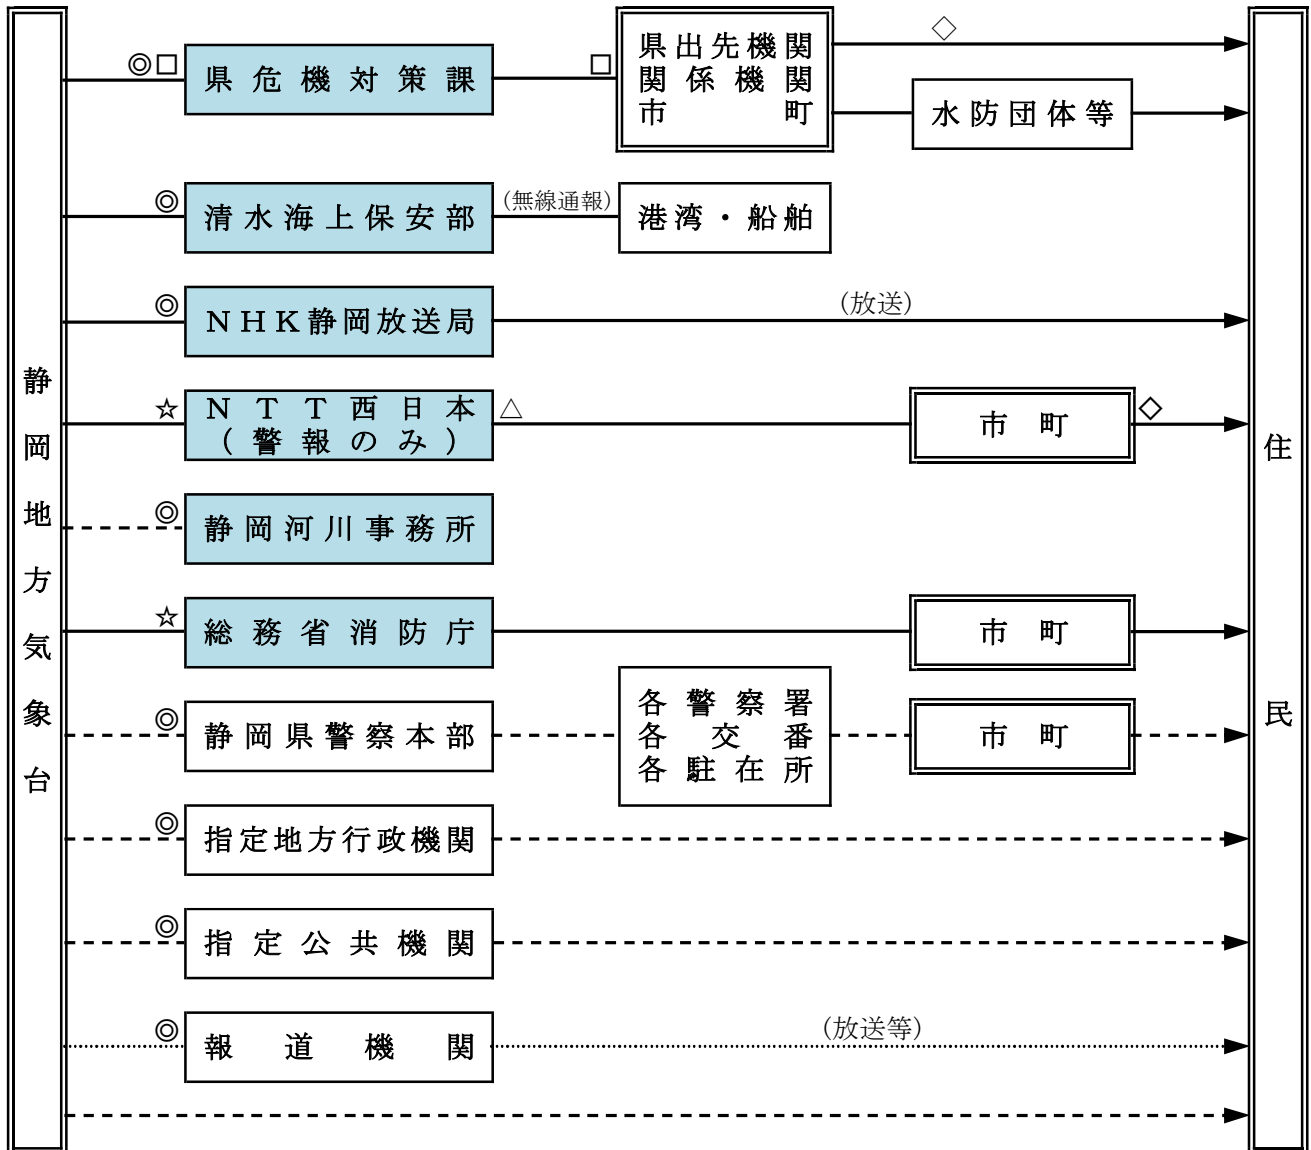 静岡地方気象台
◎□
県危機対策課
□
県出先機関
関係機関
市町
◇
水防団体等
◎
清水海上保安部
(無線通報)
港湾・船舶
◎
NHK静岡放送局
(放送)
☆
NTT西日本
(警報のみ)
△
市町
◇
◎
静岡河川事務所
☆
総務省消防庁
市町
◎
静岡県警察本部
各警察署
各交番
各駐在所
市町
◎
指定地方行政機関
◎
指定公共機関
◎
報道機関
(放送等)
住民